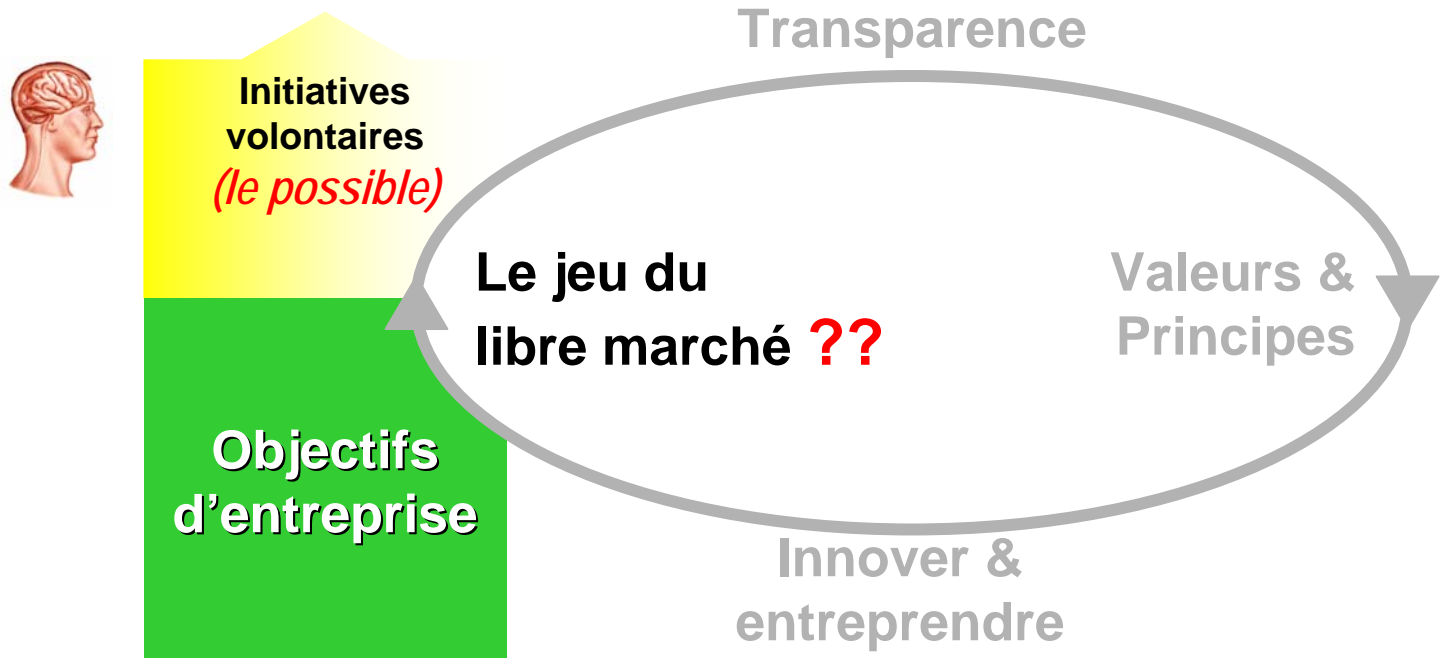 Transparence
Initiatives
volontaires
(le possible)
Le jeu du
libre marché ??
Valeurs &
Principes
Objectifs
d’entreprise
Innover &
entreprendre